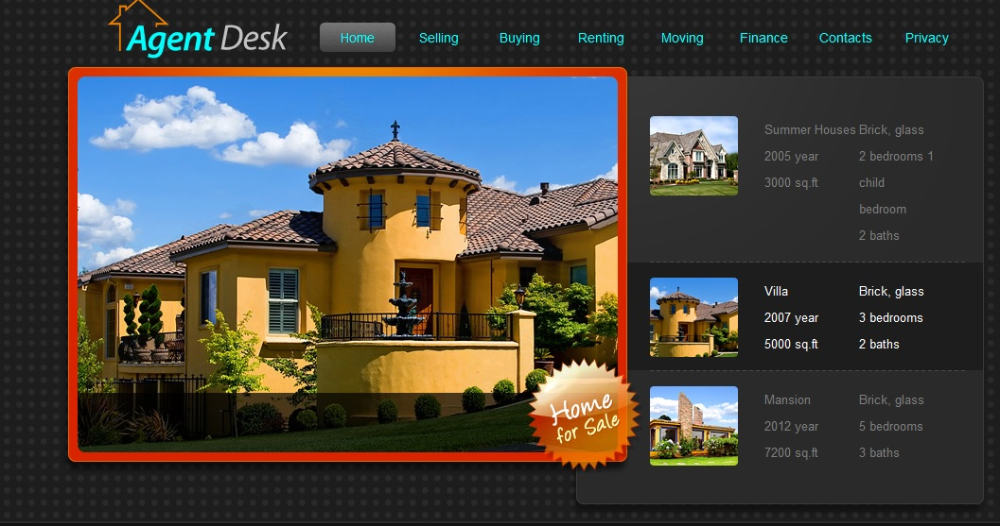 Agent Desk
Home
Selling
Buying
Renting
Moving
Finance
Contacts
Privacy
Summer Houses
2005 year
3000 sq.ft
Brick, glass
2 bedrooms 1
child
bedroom
2 baths
Villa
2007 year
5000 sq.ft
Brick, glass
3 bedrooms
2 baths
Mansion
2012 year
7200 sq.ft
Brick, glass
5 bedrooms
3 baths
Home
for Sale